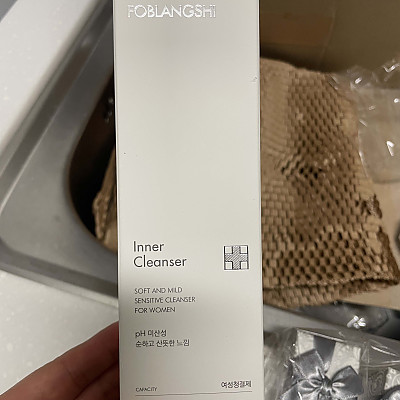 FOBLANGSHI
Inner
Cleanser
SOFT AND MILD
SENSITIVE CLEANSER
FOR WOMEN
pH 미산성
순하고 산뜻한 느낌
CAPACITY
여성청결제